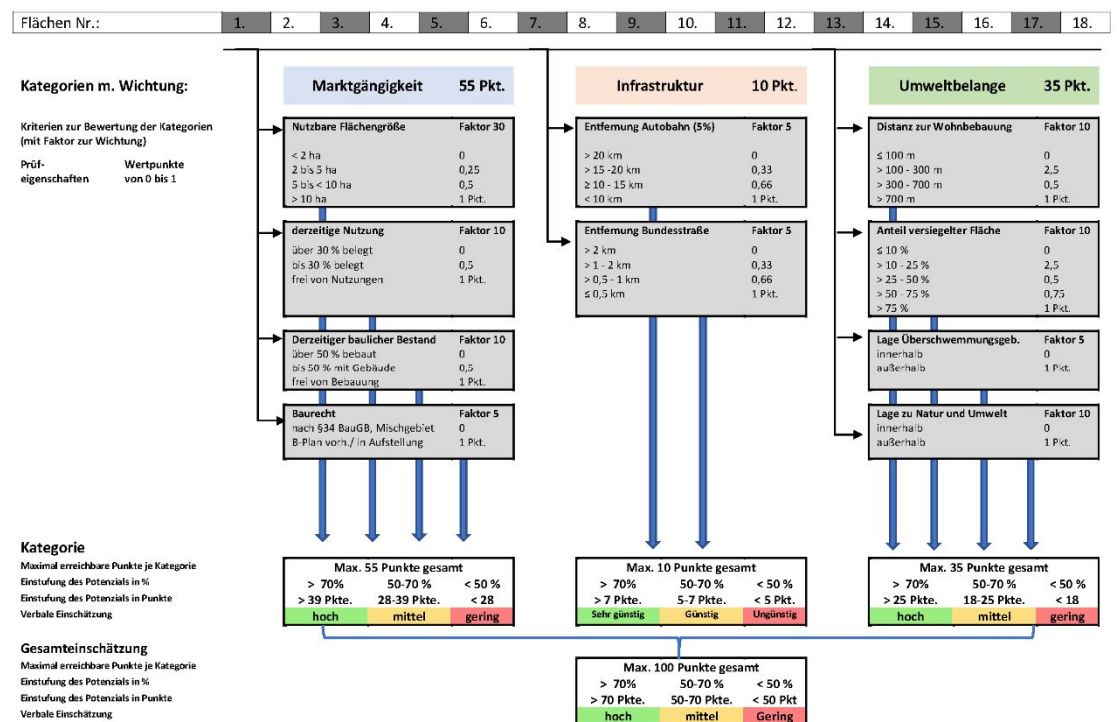 Flächen Nr.: 1. 2. 3. 4. 5. 6. 7. 8. 9. 10. 11. 12. 13. 14. 15. 16. 17. 18.
Kategorien m. Wichtung:
Kriterien zur Bewertung der Kategorien
(mit Faktor zur Wichtung)
Prüf- Wertpunkte
eigenschaften von 0 bis 1
Marktgängigkeit 55 Pkt.
Nutzbare Flächengröße Faktor 30
< 2 ha 0
2 bis 5 ha 0,25
5 bis < 10 ha 0,5
> 10 ha 1 Pkt.
derzeitige Nutzung Faktor 10
über 30 % belegt 0
bis 30 % belegt 0,5
frei von Nutzungen 1 Pkt.
Derzeitiger baulicher Bestand Faktor 10
über 50 % bebaut 0
bis 50 % mit Gebäude 0,5
frei von Bebauung 1 Pkt.
Baurecht Faktor 5
nach §34 BauGB, Mischgebiet 0
B-Plan vorh./ in Aufstellung 1 Pkt.
Infrastruktur 10 Pkt.
Entfernung Autobahn (5%) Faktor 5
> 20 km 0
> 15 -20 km 0,33
≥ 10 - 15 km 0,66
< 10 km 1 Pkt.
Entfernung Bundesstraße Faktor 5
> 2 km 0
> 1 - 2 km 0,33
> 0,5 - 1 km 0,66
≤ 0,5 km 1 Pkt.
Umweltbelange 35 Pkt.
Distanz zur Wohnbebauung Faktor 10
≤ 100 m 0
> 100 - 300 m 2,5
> 300 - 700 m 0,5
> 700 m 1 Pkt.
Anteil versiegelter Fläche Faktor 10
≤ 10 % 0
> 10 - 25 % 2,5
> 25 - 50 % 0,5
> 50 - 75 % 0,75
> 75 % 1 Pkt.
Lage Überschwemmungsgeb. Faktor 5
innerhalb 0
außerhalb 1 Pkt.
Lage zu Natur und Umwelt Faktor 10
innerhalb 0
außerhalb 1 Pkt.
Kategorie
Maximal erreichbare Punkte je Kategorie
Einstufung des Potenzials in %
Einstufung des Potenzials in Punkte
Verbale Einschätzung
Max. 55 Punkte gesamt
> 70% 50-70 % < 50 %
> 39 Pkte. 28-39 Pkte. < 28
hoch mittel gering
Max. 10 Punkte gesamt
> 70% 50-70 % < 50 %
> 7 Pkte. 5-7 Pkte. < 5 Pkt.
Sehr günstig Günstig Ungünstig
Max. 35 Punkte gesamt
> 70% 50-70 % < 50 %
> 25 Pkte. 18-25 Pkte. < 18
hoch mittel gering
Gesamteinschätzung
Maximal erreichbare Punkte je Kategorie
Einstufung des Potenzials in %
Einstufung des Potenzials in Punkte
Verbale Einschätzung
Max. 100 Punkte gesamt
> 70% 50-70 % < 50 %
> 70 Pkte. 50-70 Pkte. < 50 Pkt
hoch mittel Gering